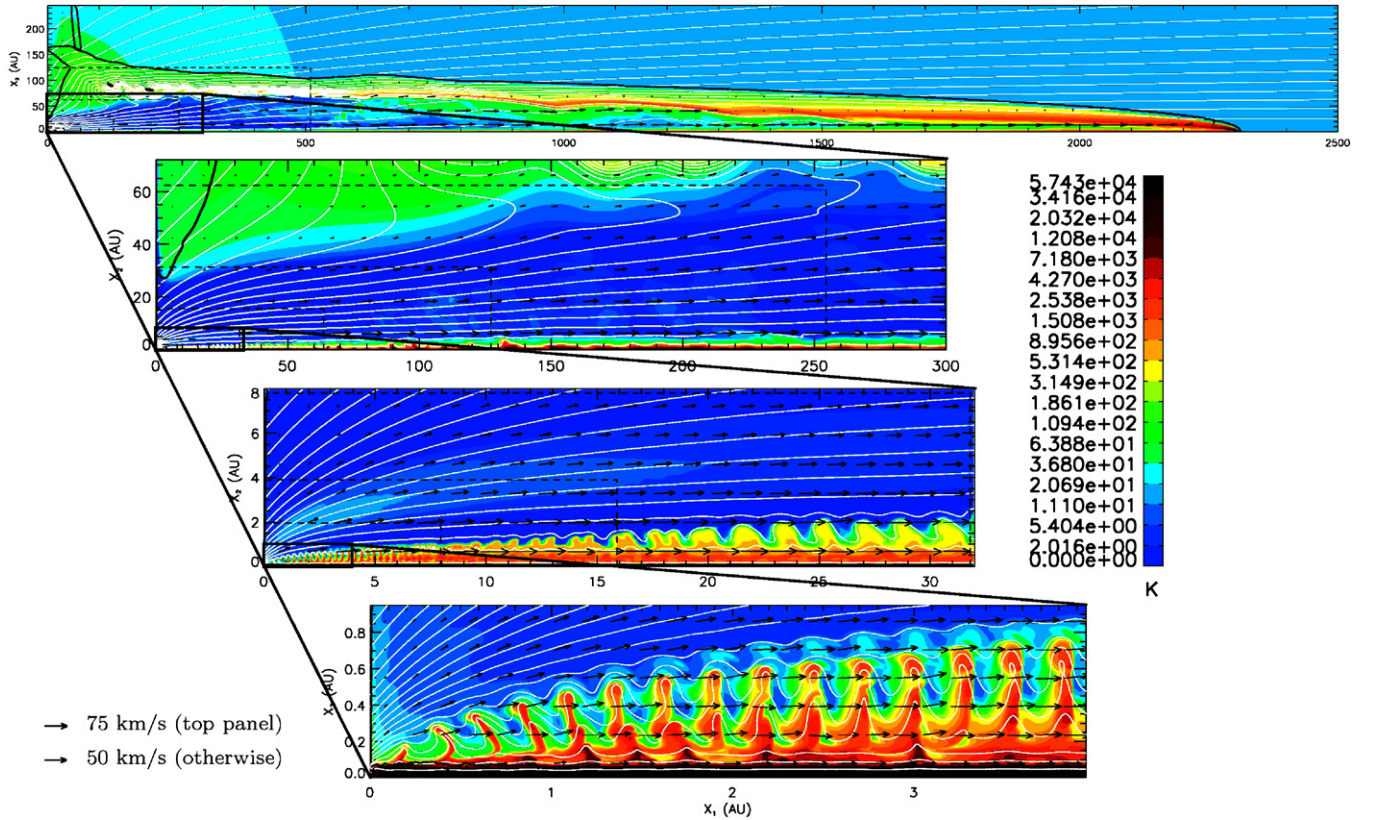 200
150
100
50
0
X₁ (AU)
0 500 1000 1500 2000 2500
60
40
20
0
X₂ (AU)
0 50 100 150 200 250 300
8
6
4
2
0
X₂ (AU)
0 5 10 15 20 25 30
0.8
0.6
0.4
0.2
0.0
(AU)
0 1 2 3
X₁ (AU)
5.743e+04
3.416e+04
2.032e+04
1.208e+04
7.180e+03
4.270e+03
2.538e+03
1.508e+03
8.956e+02
5.314e+02
3.149e+02
1.861e+02
1.094e+02
6.388e+01
3.680e+01
2.069e+01
1.110e+01
5.404e+00
2.016e+00
0.000e+00
K
75 km/s (top panel)
50 km/s (otherwise)